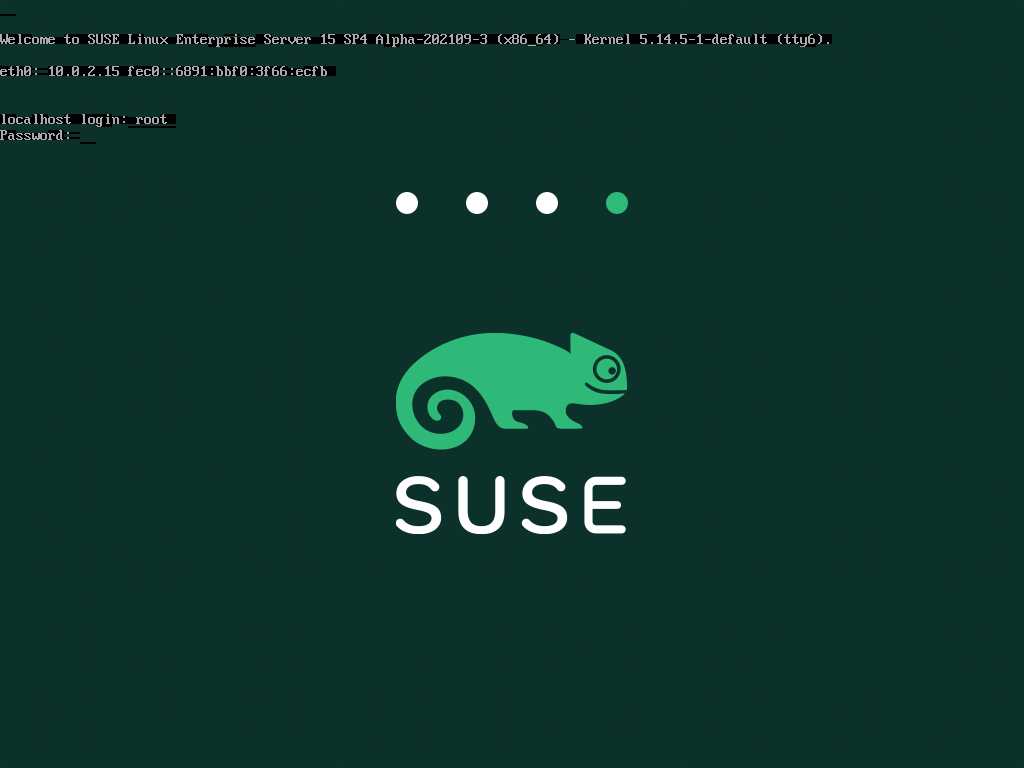 Welcome to SUSE Linux Enterprise Server 15 SP4 Alpha-202109-3 (x86_64) - Kernel 5.14.5-1-default (tty6).
eth0: 10.0.2.15 fec0::6891:bbf0:3f66:ecfb
localhost login: root
Password:
SUSE